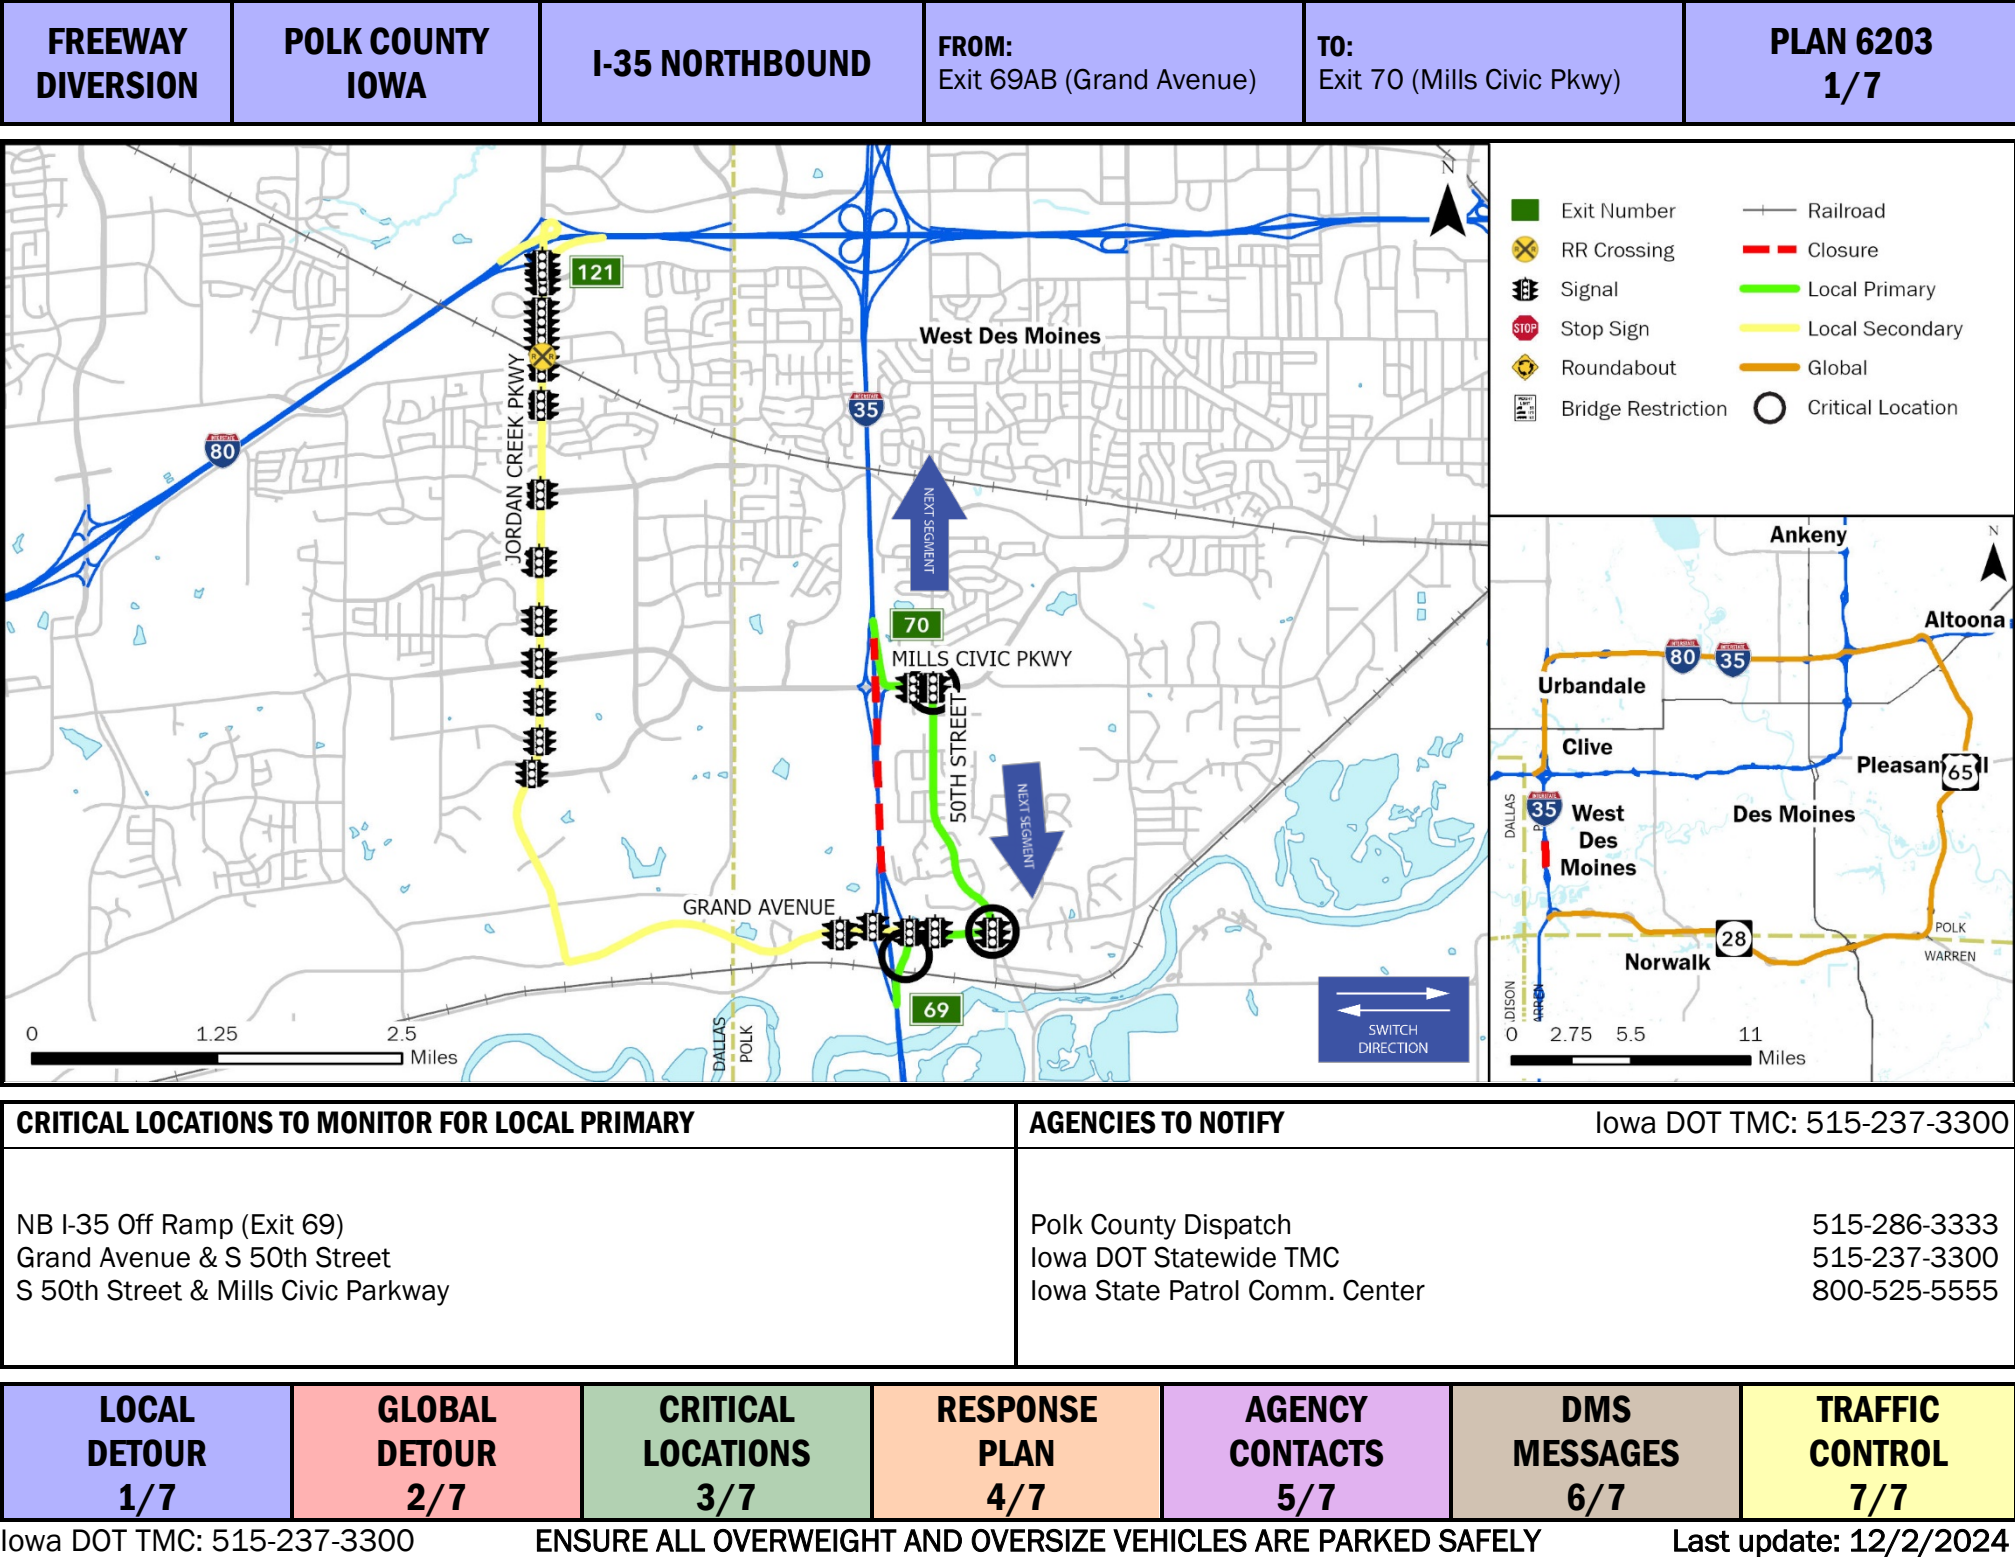 FREEWAY
DIVERSION
POLK COUNTY
IOWA
I-35 NORTHBOUND
FROM:
Exit 69AB (Grand Avenue)
TO:
Exit 70 (Mills Civic Pkwy)
PLAN 6203
1/7
N
121
West Des Moines
JORDAN CREEK PKWY
35
80
NEXT SEGMENT
70
MILLS CIVIC PKWY
50TH STREET
NEXT SEGMENT
GRAND AVENUE
69
DALLAS
POLK
0 1.25 2.5
Miles
SWITCH
DIRECTION
Exit Number
RR Crossing
Signal
STOP
Stop Sign
Roundabout
Bridge Restriction
Railroad
Closure
Local Primary
Local Secondary
Global
Critical Location
N
Ankeny
Altoona
80
35
Urbandale
Clive
65
35
DALLAS
West
Des
Moines
Des Moines
28
Norwalk
POLK
WARREN
0 2.75 5.5 11
Miles
CRITICAL LOCATIONS TO MONITOR FOR LOCAL PRIMARY
NB I-35 Off Ramp (Exit 69)
Grand Avenue & S 50th Street
S 50th Street & Mills Civic Parkway
AGENCIES TO NOTIFY Iowa DOT TMC: 515-237-3300
Polk County Dispatch 515-286-3333
Iowa DOT Statewide TMC 515-237-3300
Iowa State Patrol Comm. Center 800-525-5555
LOCAL
DETOUR
1/7
GLOBAL
DETOUR
2/7
CRITICAL
LOCATIONS
3/7
RESPONSE
PLAN
4/7
AGENCY
CONTACTS
5/7
DMS
MESSAGES
6/7
TRAFFIC
CONTROL
7/7
Iowa DOT TMC: 515-237-3300 ENSURE ALL OVERWEIGHT AND OVERSIZE VEHICLES ARE PARKED SAFELY Last update: 12/2/2024